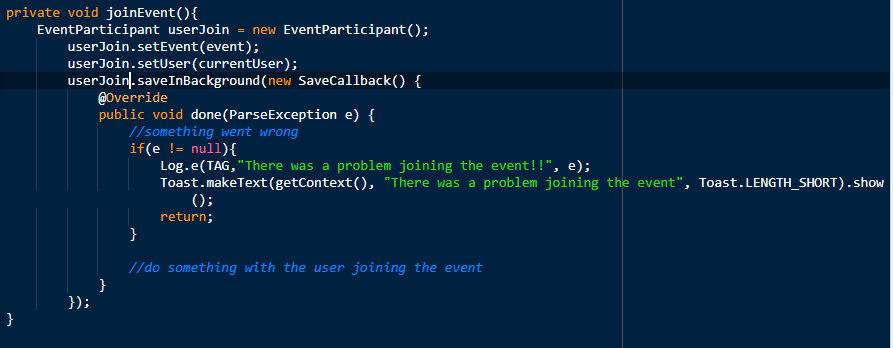 private void joinEvent(){
    EventParticipant userJoin = new EventParticipant();
        userJoin.setEvent(event);
        userJoin.setUser(currentUser);
        userJoin.saveInBackground(new SaveCallback() {
            @Override
            public void done(ParseException e) {
                //something went wrong
                if(e != null){
                    Log.e(TAG,"There was a problem joining the event!!", e);
                    Toast.makeText(getContext(), "There was a problem joining the event", Toast.LENGTH_SHORT).show
                        ();
                    return;
                }

                //do something with the user joining the event
            }
        });
}